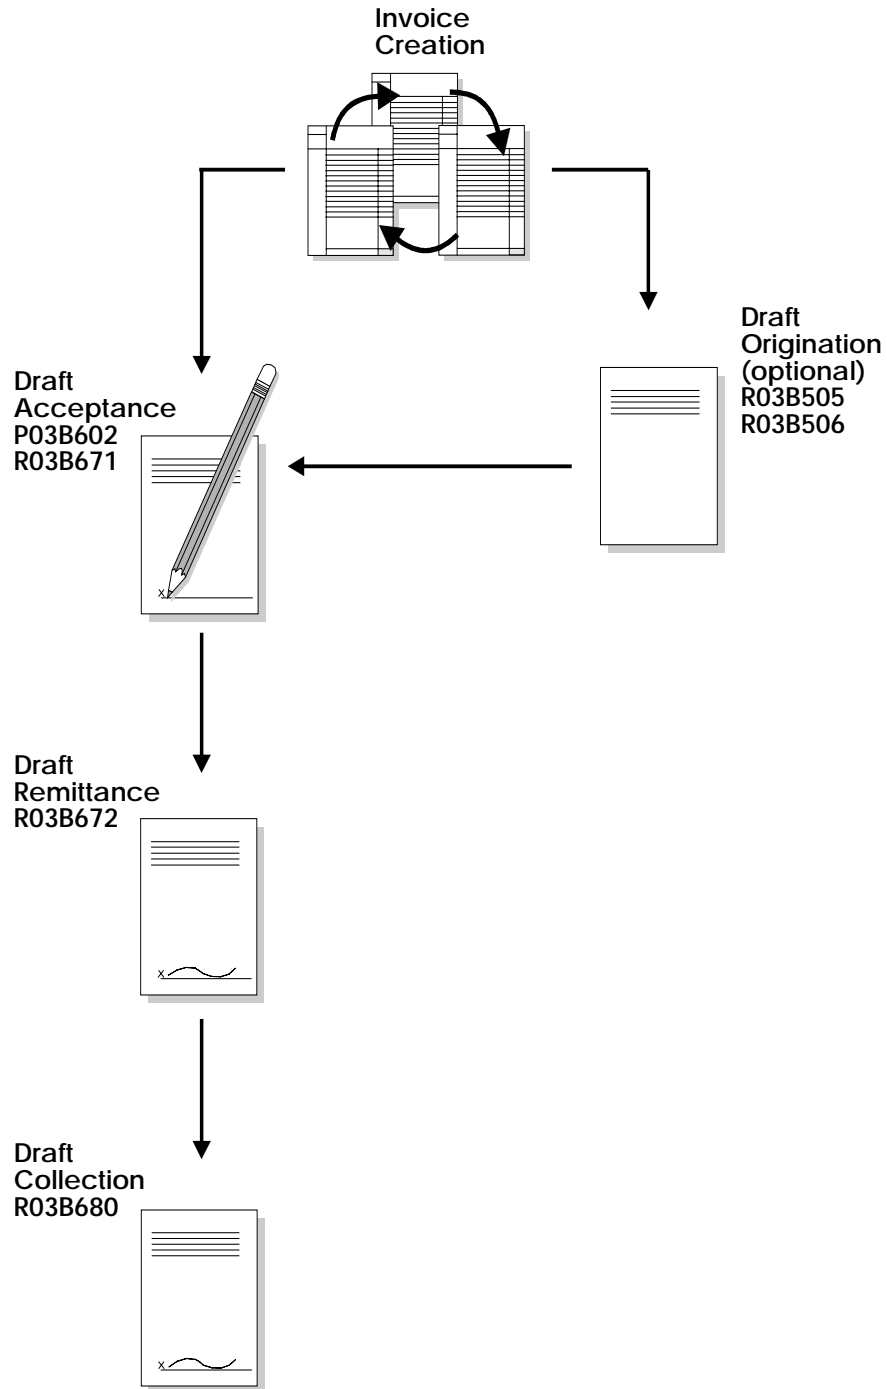 Invoice
Creation
Draft
Origination
(optional)
R03B505
R03B506
Draft
Acceptance
P03B602
R03B671
x
Draft
Remittance
R03B672
x
Draft
Collection
R03B680
x